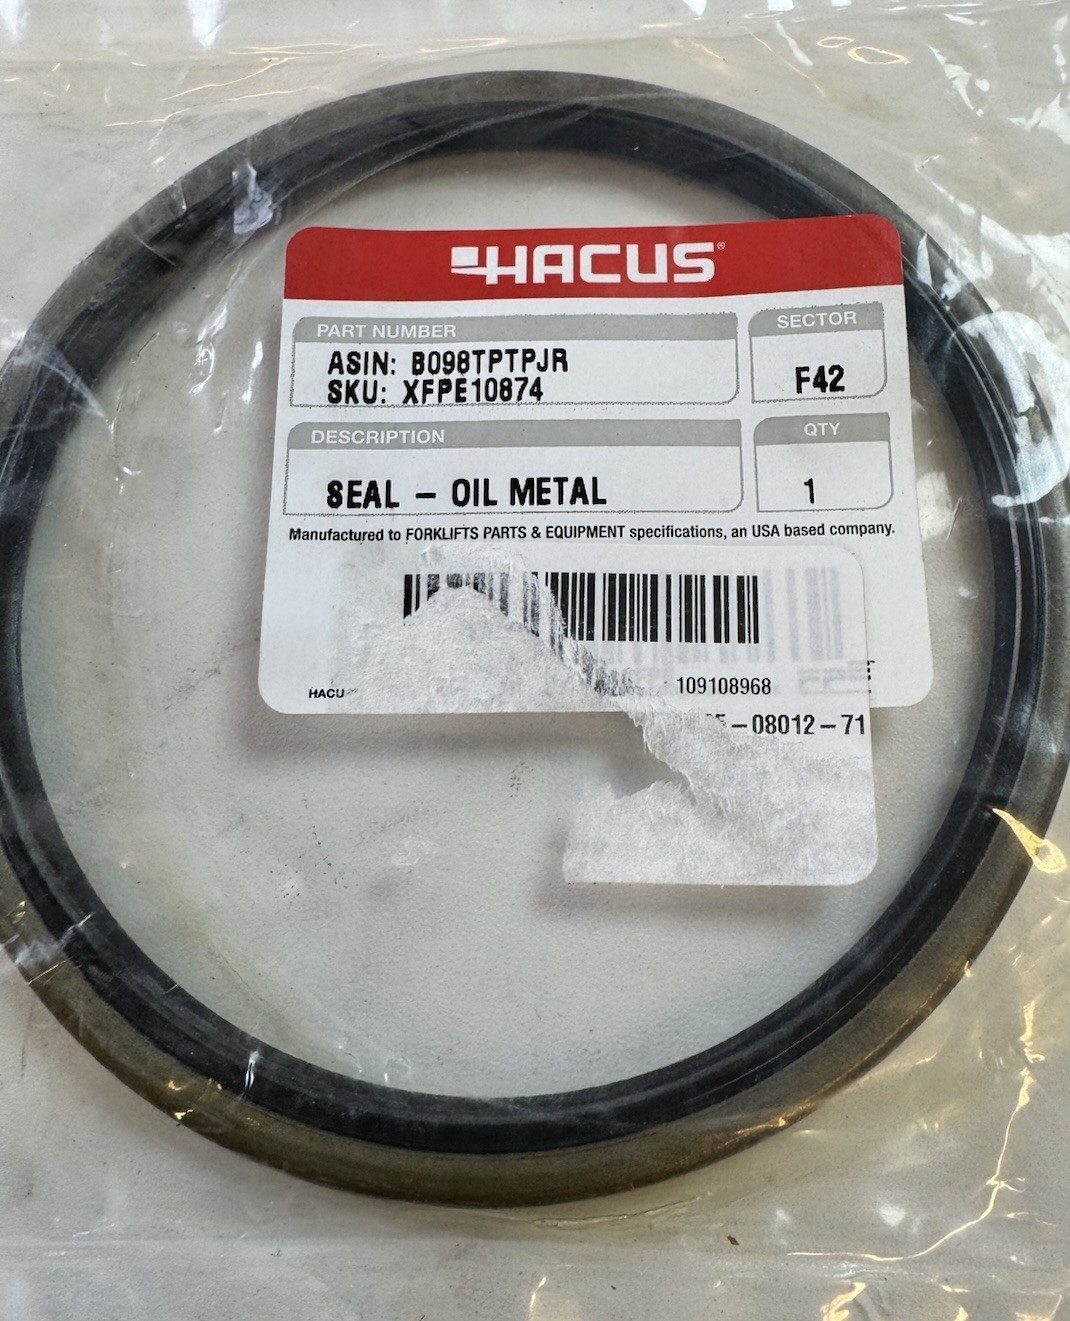 HACUS®
PART NUMBER
ASIN: B098TPTPJR
SKU: XFPE10874
SECTOR
F42
DESCRIPTION
SEAL - OIL METAL
QTY
1
Manufactured to FORKLIFTS PARTS & EQUIPMENT specifications, an USA based company.
109108968
HACU
-08012-71